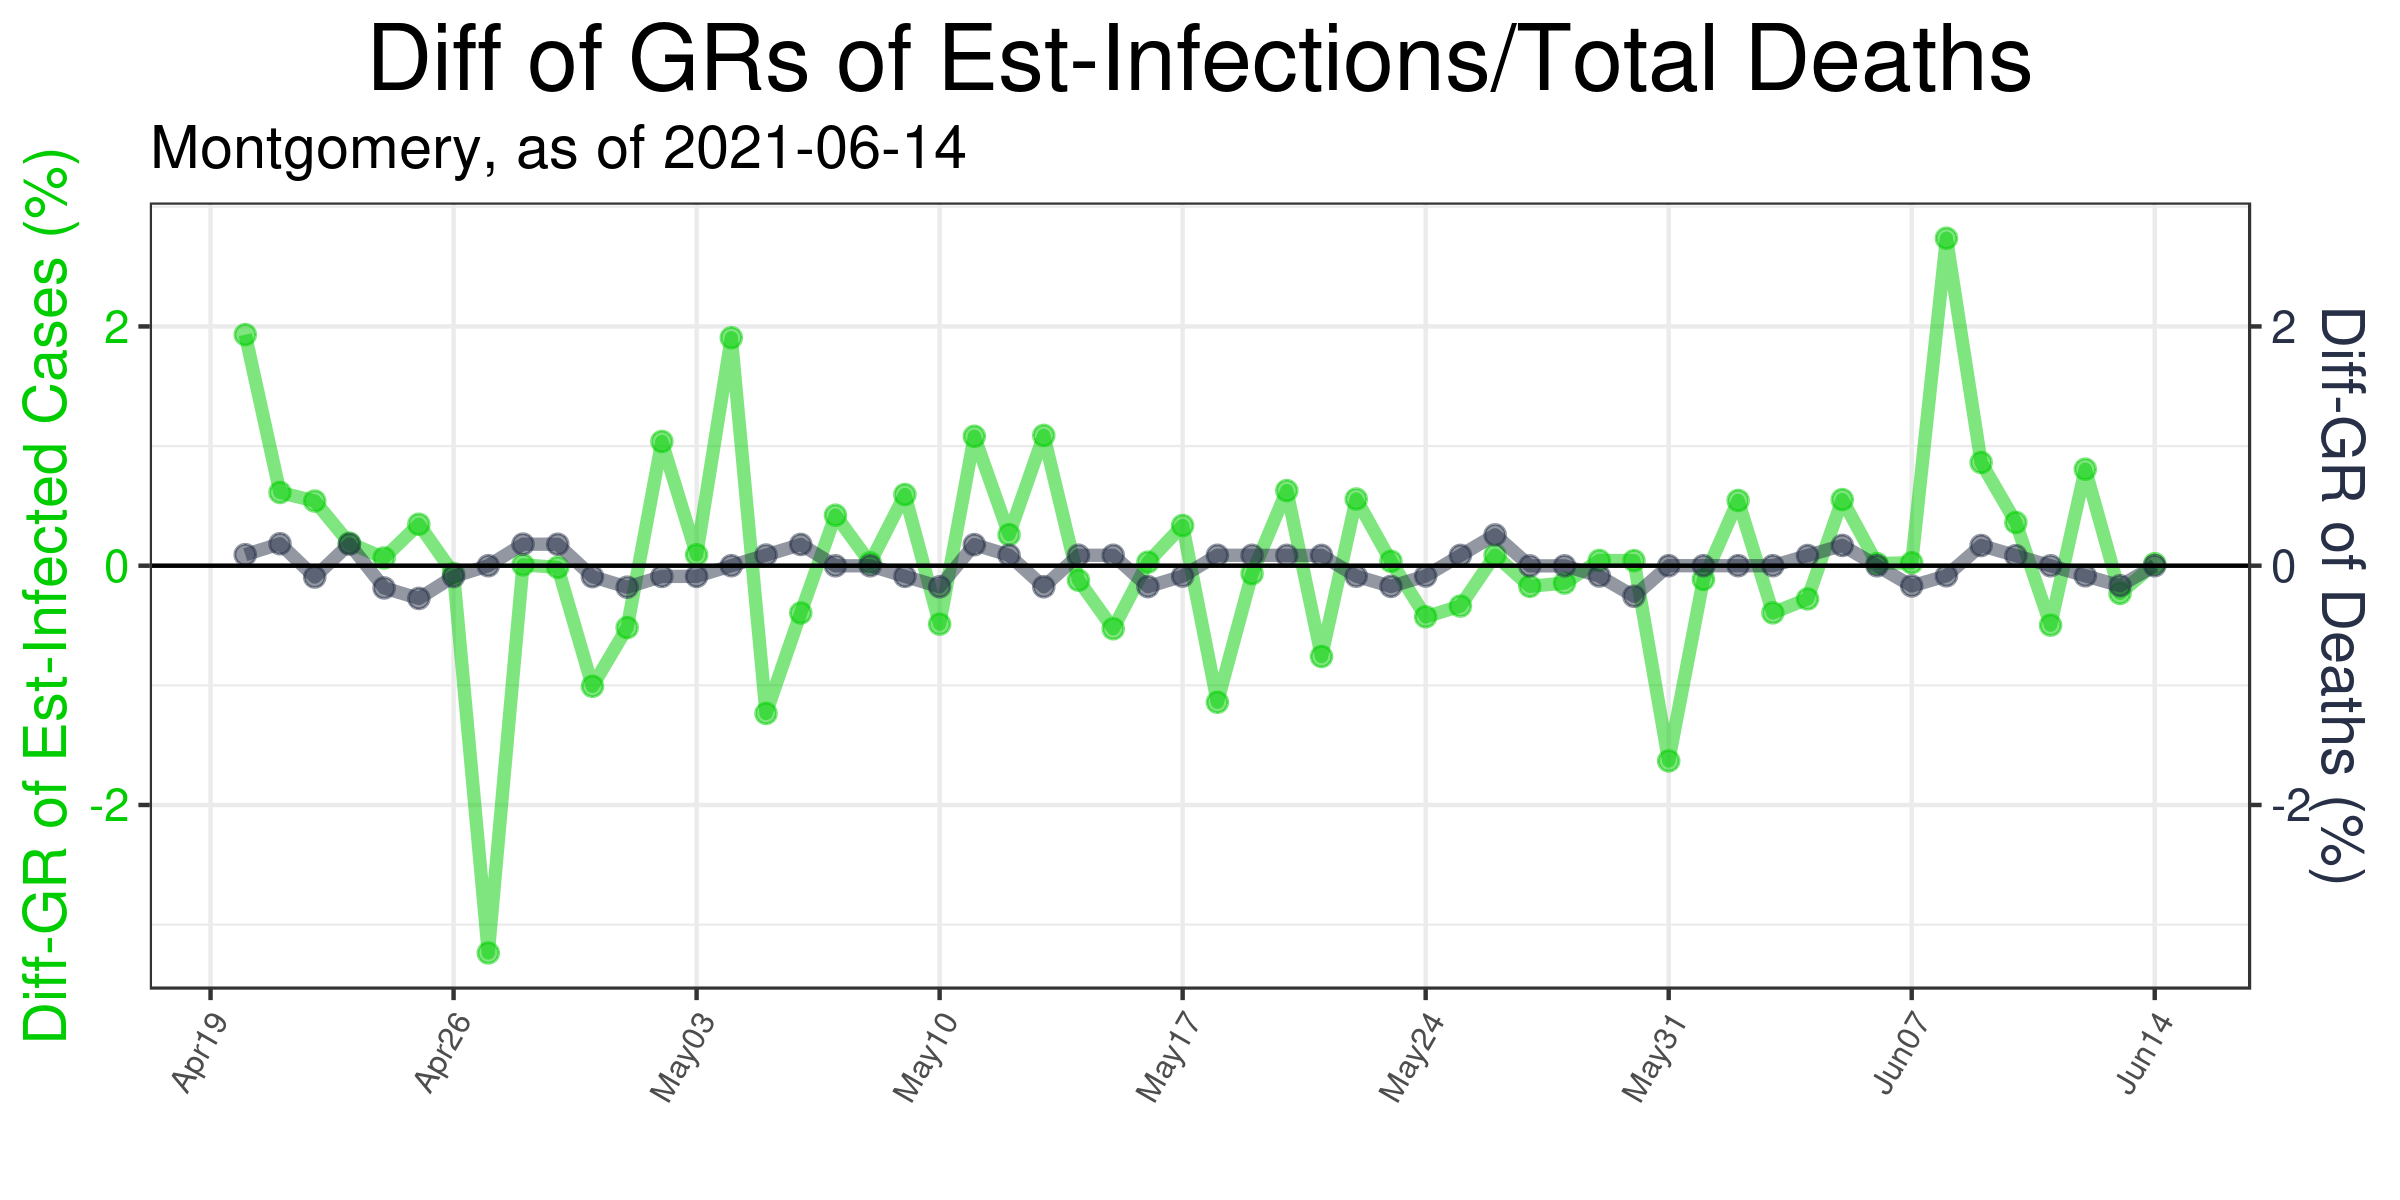 Diff of GRs of Est-Infections/Total Deaths
Montgomery, as of 2021-06-14
Diff-GR of Est-Infected Cases (%)
2
0
-2
2
0
-2
Diff-GR of Deaths (%)
Apr19
Apr26
May03
May10
May17
May24
May31
Jun07
Jun14